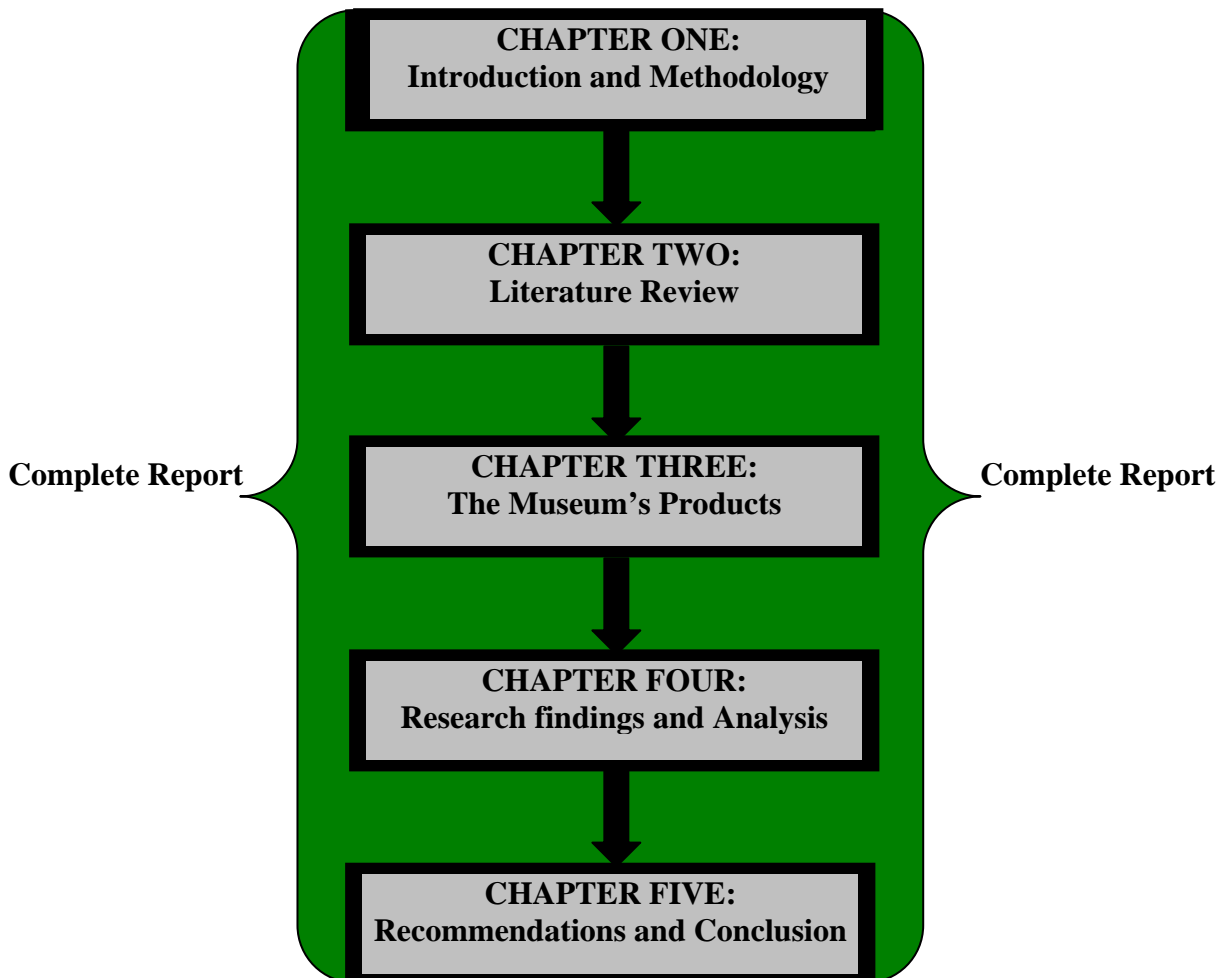 CHAPTER ONE:
Introduction and Methodology
CHAPTER TWO:
Literature Review
Complete Report
CHAPTER THREE:
The Museum’s Products
Complete Report
CHAPTER FOUR:
Research findings and Analysis
CHAPTER FIVE:
Recommendations and Conclusion